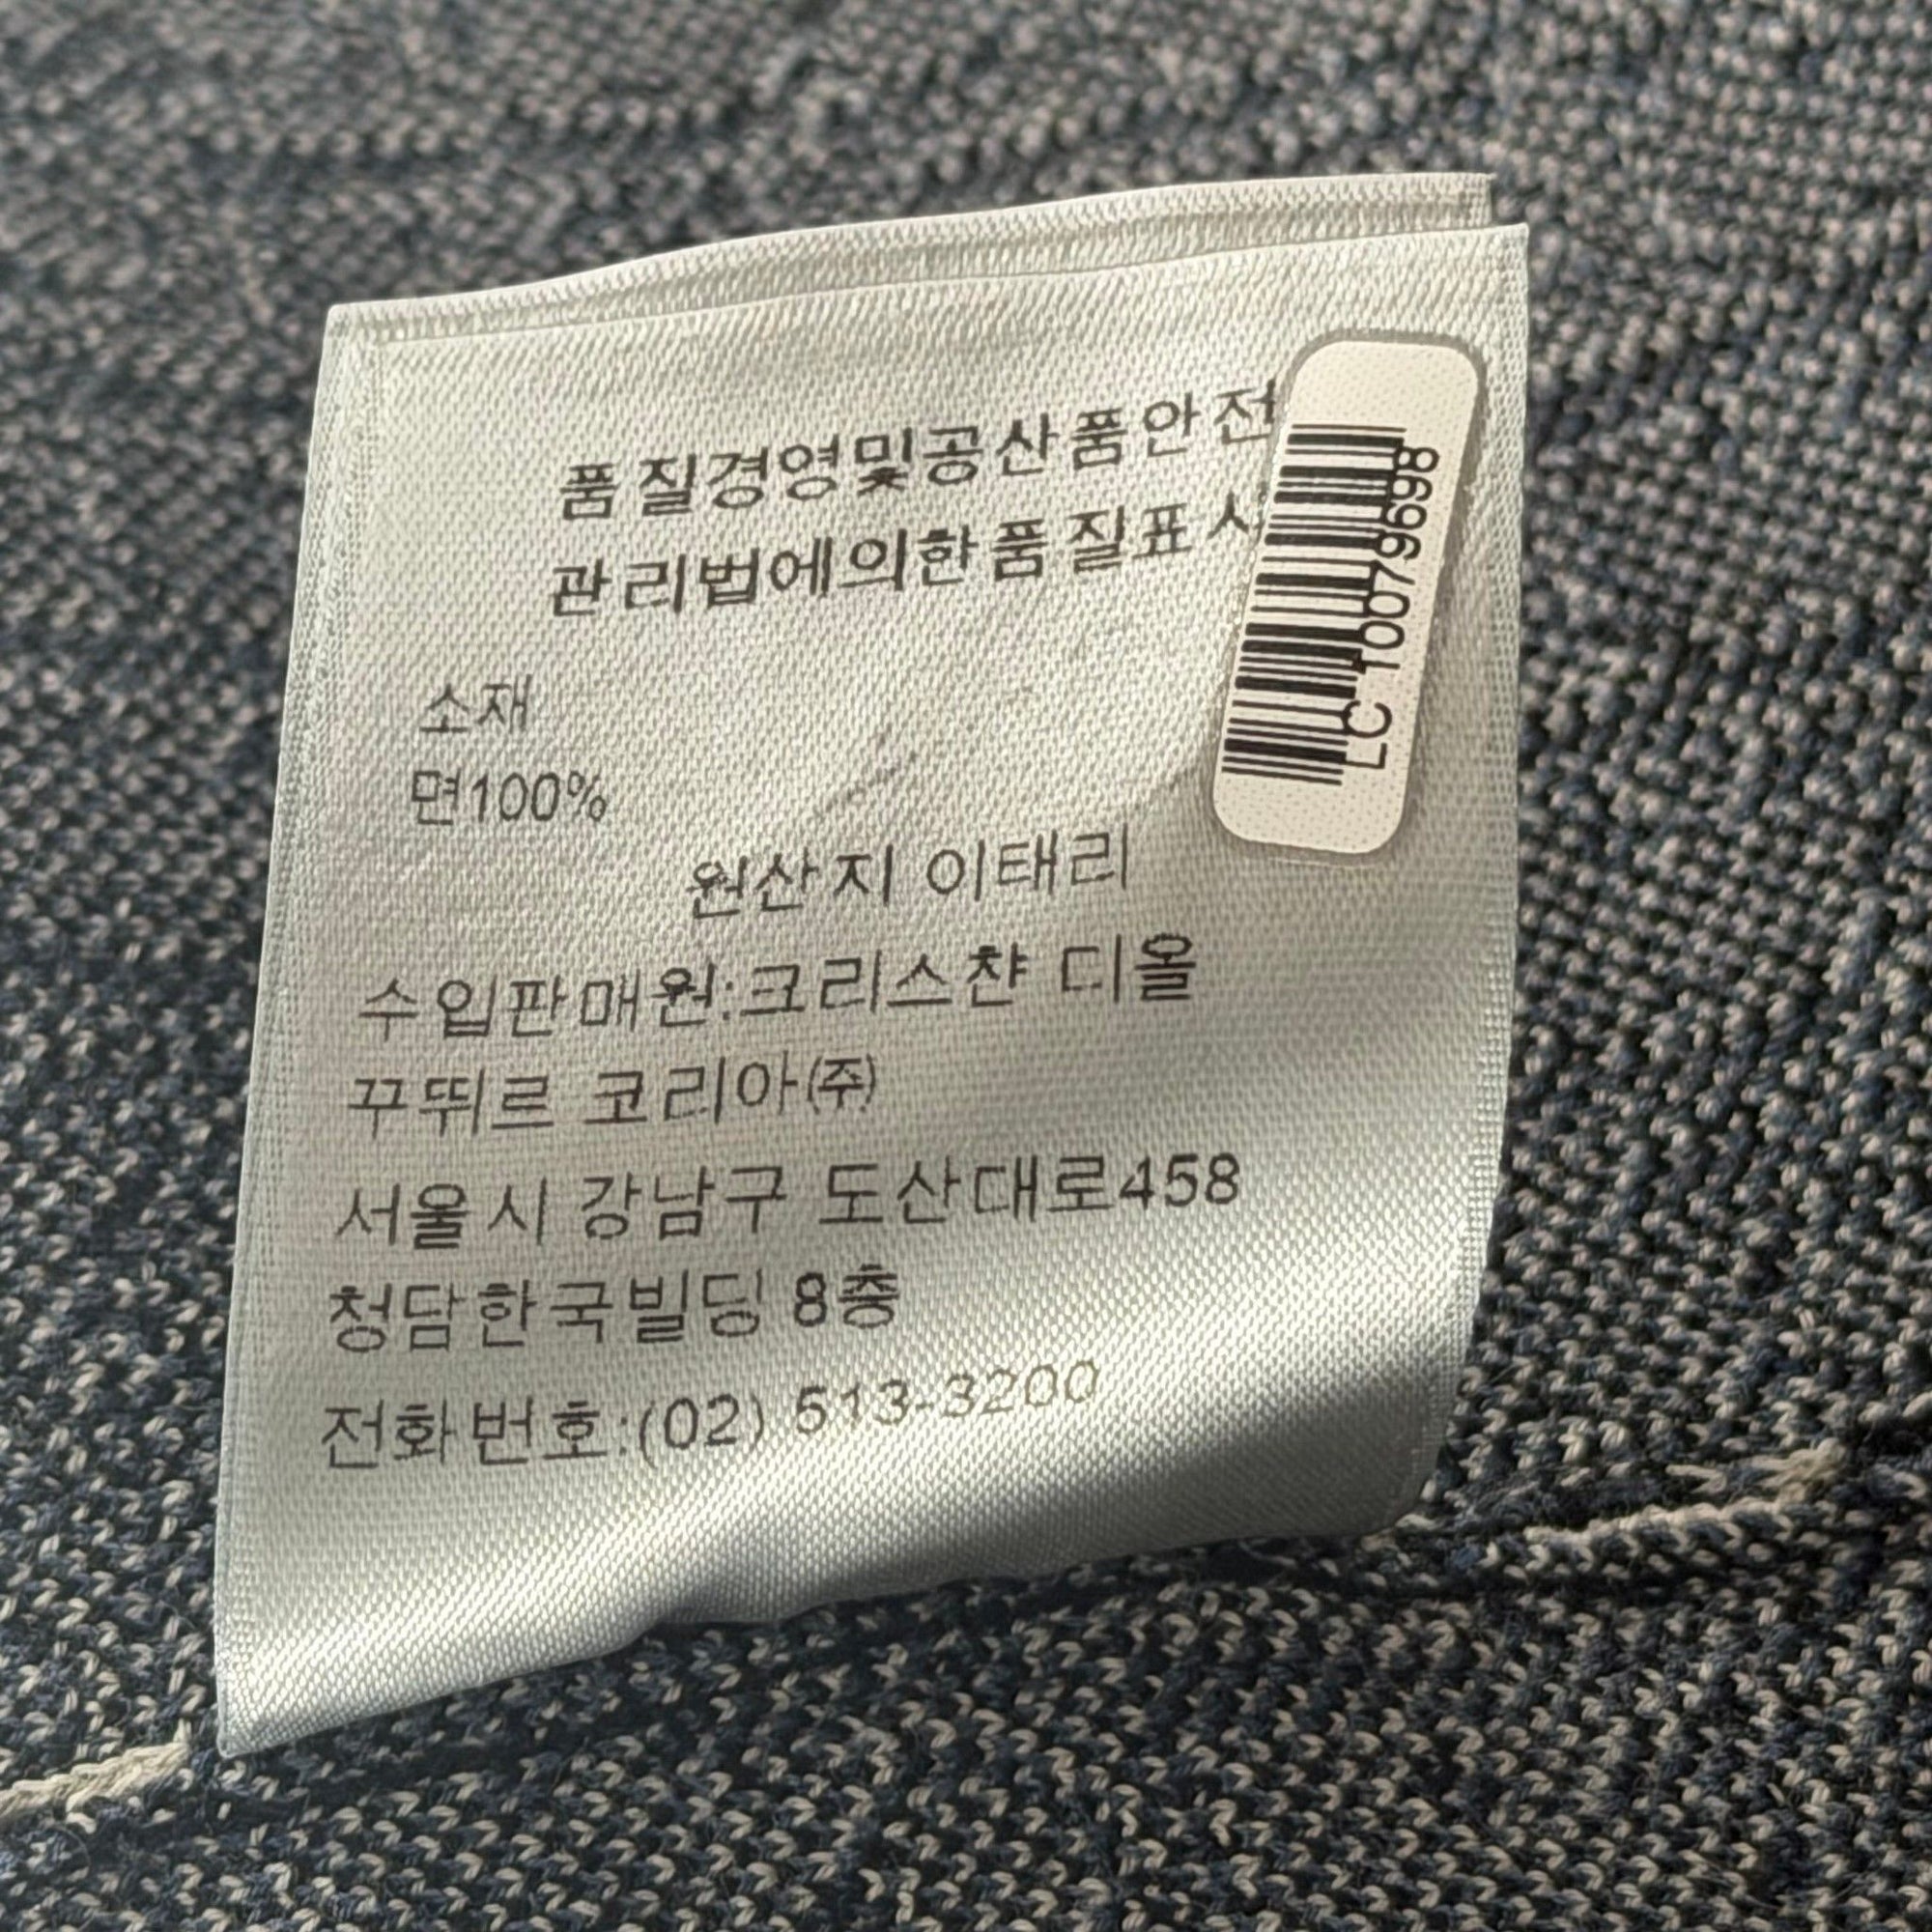 품질경영및공산품안전
관리법에의한품질표시
소재
면100%
원산지 이태리
수입판매원:크리스챤 디올
꾸뛰르 코리아㈜
서울시 강남구 도산대로458
청담한국빌딩 8층
전화번호:(02) 513-3200
LC 10079698